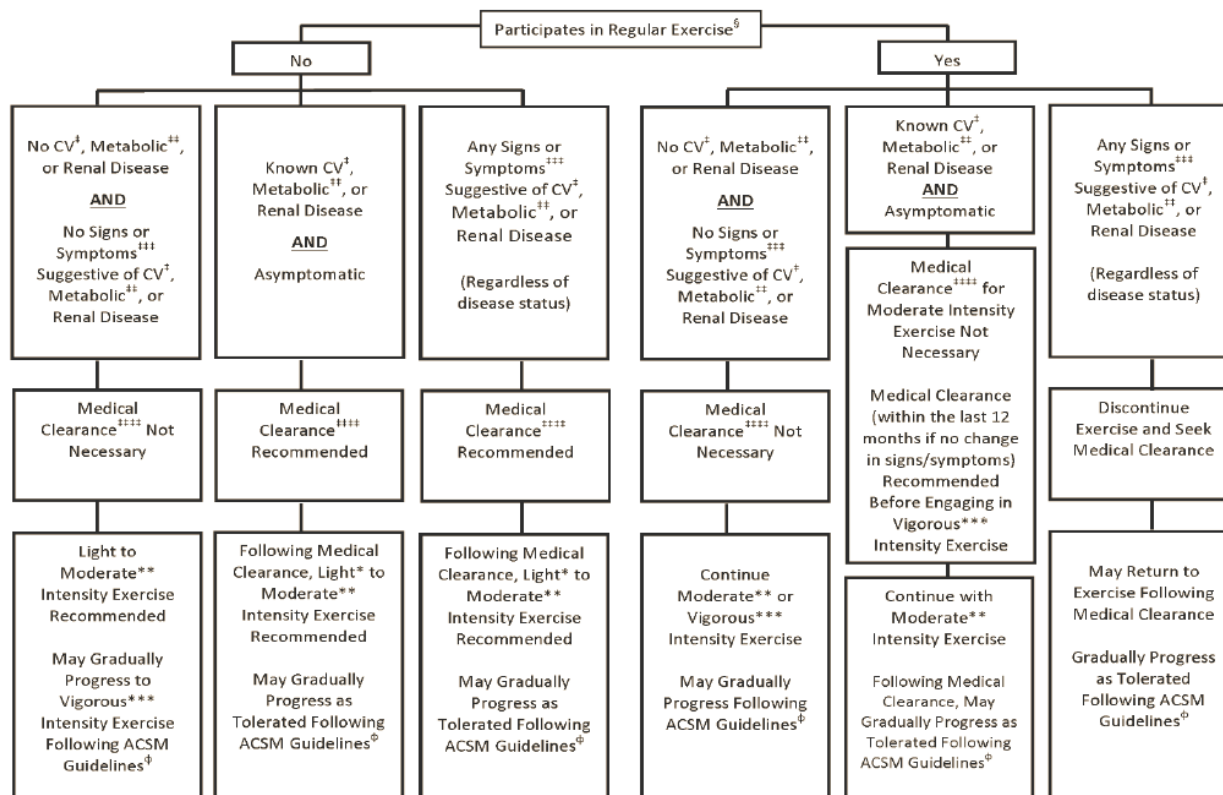 Participates in Regular Exercise§
No
Yes
No CV‡, Metabolic‡‡,
or Renal Disease
AND
No Signs or
Symptoms‡‡‡
Suggestive of CV‡,
Metabolic‡‡, or
Renal Disease
Known CV‡,
Metabolic‡‡, or
Renal Disease
AND
Asymptomatic
Any Signs or
Symptoms‡‡‡
Suggestive of CV‡,
Metabolic‡‡, or
Renal Disease
(Regardless of
disease status)
No CV‡, Metabolic‡‡,
or Renal Disease
AND
No Signs or
Symptoms‡‡‡
Suggestive of CV‡,
Metabolic‡‡, or
Renal Disease
Known CV‡,
Metabolic‡‡, or
Renal Disease
AND
Asymptomatic
Any Signs or
Symptoms‡‡‡
Suggestive of CV‡,
Metabolic‡‡, or
Renal Disease
(Regardless of
disease status)
Medical
Clearance‡‡‡‡ Not
Necessary
Medical
Clearance‡‡‡‡
Recommended
Medical
Clearance‡‡‡‡
Recommended
Medical
Clearance‡‡‡‡ Not
Necessary
Medical
Clearance‡‡‡‡ for
Moderate Intensity
Exercise Not
Necessary
Medical Clearance
(within the last 12
months if no change
in signs/symptoms)
Recommended
Before Engaging in
Vigorous***
Intensity Exercise
Discontinue
Exercise and Seek
Medical Clearance
Light to
Moderate**
Intensity Exercise
Recommended
May Gradually
Progress to
Vigorous***
Intensity Exercise
Following ACSM
Guidelinesᶲ
Following Medical
Clearance, Light* to
Moderate**
Intensity Exercise
Recommended
May Gradually
Progress as
Tolerated Following
ACSM Guidelinesᶲ
Following Medical
Clearance, Light* to
Moderate**
Intensity Exercise
Recommended
May Gradually
Progress as
Tolerated Following
ACSM Guidelinesᶲ
Continue
Moderate** or
Vigorous***
Intensity Exercise
May Gradually
Progress Following
ACSM Guidelinesᶲ
Continue with
Moderate**
Intensity Exercise
Following Medical
Clearance, May
Gradually Progress as
Tolerated Following
ACSM Guidelinesᶲ
May Return to
Exercise Following
Medical Clearance
Gradually Progress
as Tolerated
Following ACSM
Guidelinesᶲ